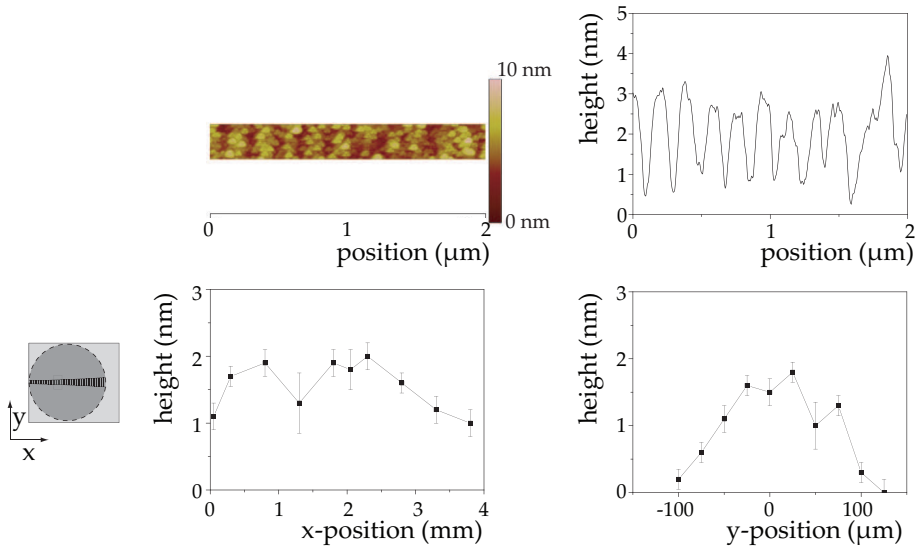 10 nm
0 nm
0
1
2
position (μm)
height (nm)
5
4
3
2
1
0
0
1
2
position (μm)
y
x
height (nm)
3
2
1
0
0
1
2
3
4
x-position (mm)
height (nm)
3
2
1
0
-100
0
100
y-position (μm)